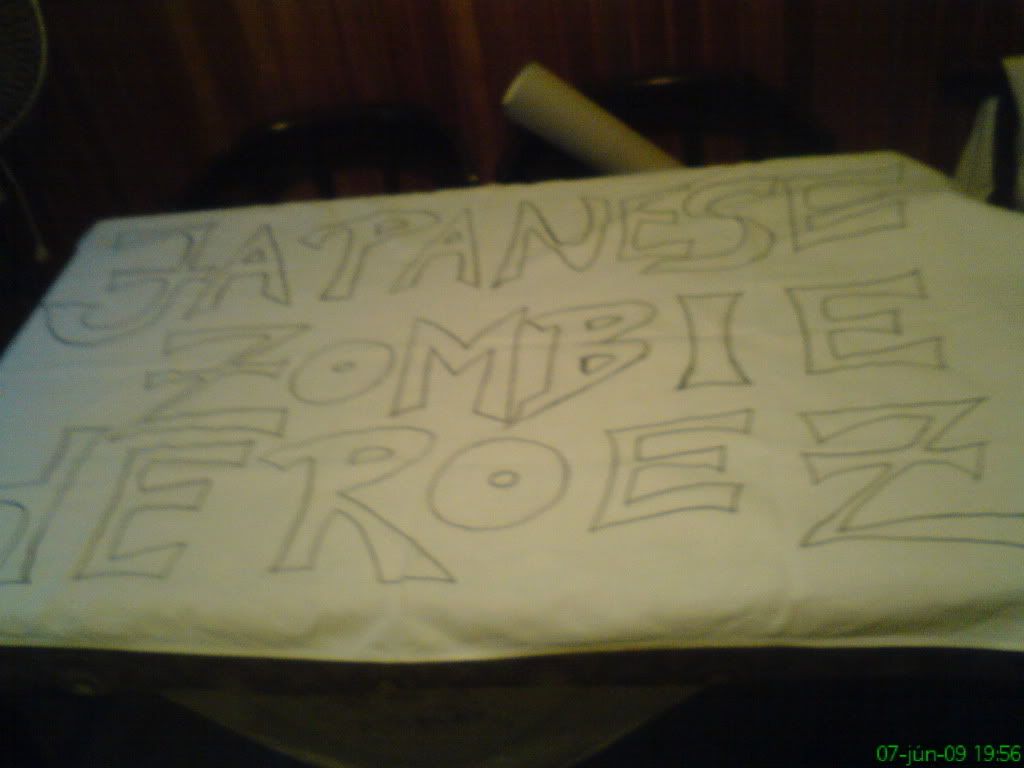 JAPANESE
ZOMBIE
HEROEZ
07-jún-09 19:56